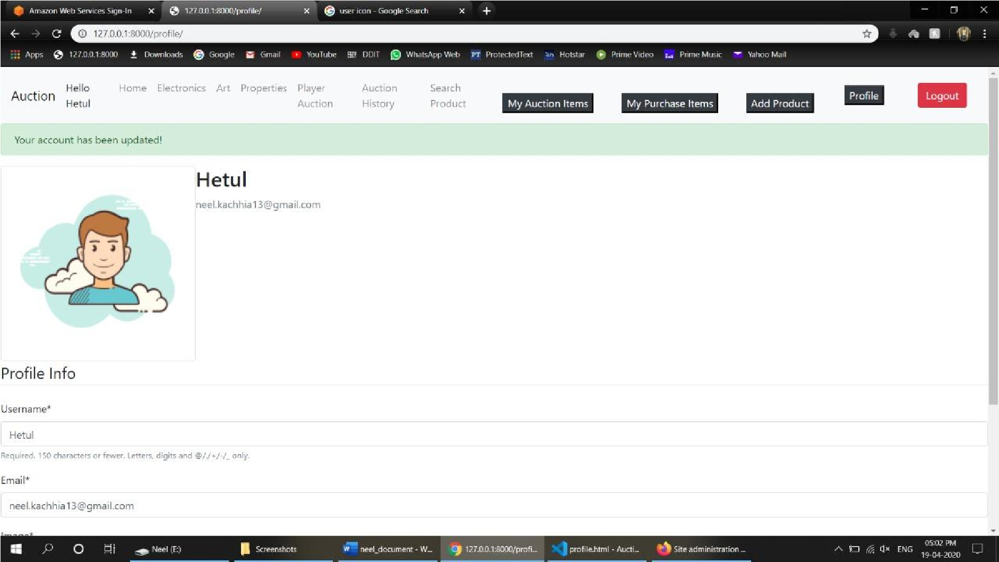 Amazon Web Services Sign-In
127.0.0.1:8000/profile/
user icon - Google Search
127.0.0.1:8000/profile/
Apps 127.0.0.1:8000 Downloads Google Gmail YouTube DDIT WhatsApp Web PT ProtectedText Hotstar Prime Video Prime Music Yahoo Mail
Auction
Hello
Hetul
Home
Electronics
Art
Properties
Player
Auction
Auction
History
Search
Product
My Auction Items
My Purchase Items
Add Product
Profile
Logout
Your account has been updated!
Hetul
neel.kachhia13@gmail.com
Profile Info
Username*
Hetul
Required. 150 characters or fewer. Letters, digits and @/./+/-/_ only.
Email*
neel.kachhia13@gmail.com
Image*
Neel (E:)
Screenshots
neel_document - W...
127.0.0.1:8000/profi...
profile.html - Aucti...
Site administration ...
ENG
05:02 PM
19-04-2020